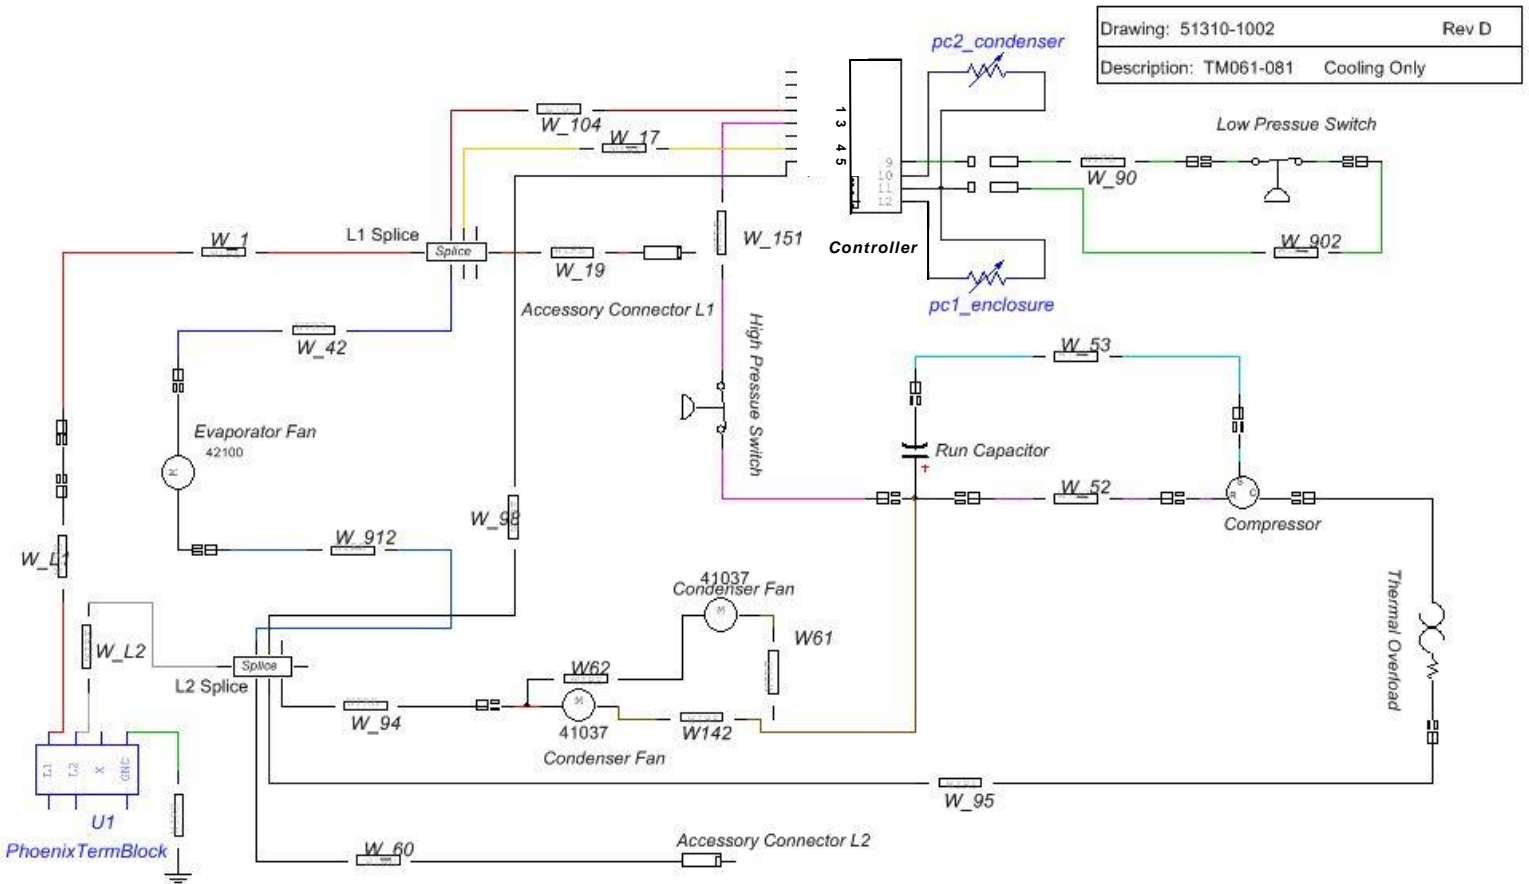 Drawing: 51310-1002 Rev D
Description: TM061-081 Cooling Only
pc2_condenser
Low Pressue Switch
W_104
W_17
1
3
4
5
9
10
11
12
W_90
W_1
L1 Splice
Splice
W_19
W_151
Controller
W_902
Accessory Connector L1
pc1_enclosure
W_42
High Pressue Switch
W_53
Evaporator Fan
42100
M
Run Capacitor
+
W_98
W_52
S
R
C
Compressor
W_912
W_L1
41037
Condenser Fan
M
Thermal Overload
W_L2
W61
Splice
L2 Splice
W62
M
W_94
41037
W142
Condenser Fan
L1
L2
X
GNC
W_95
U1
PhoenixTermBlock
W_60
Accessory Connector L2